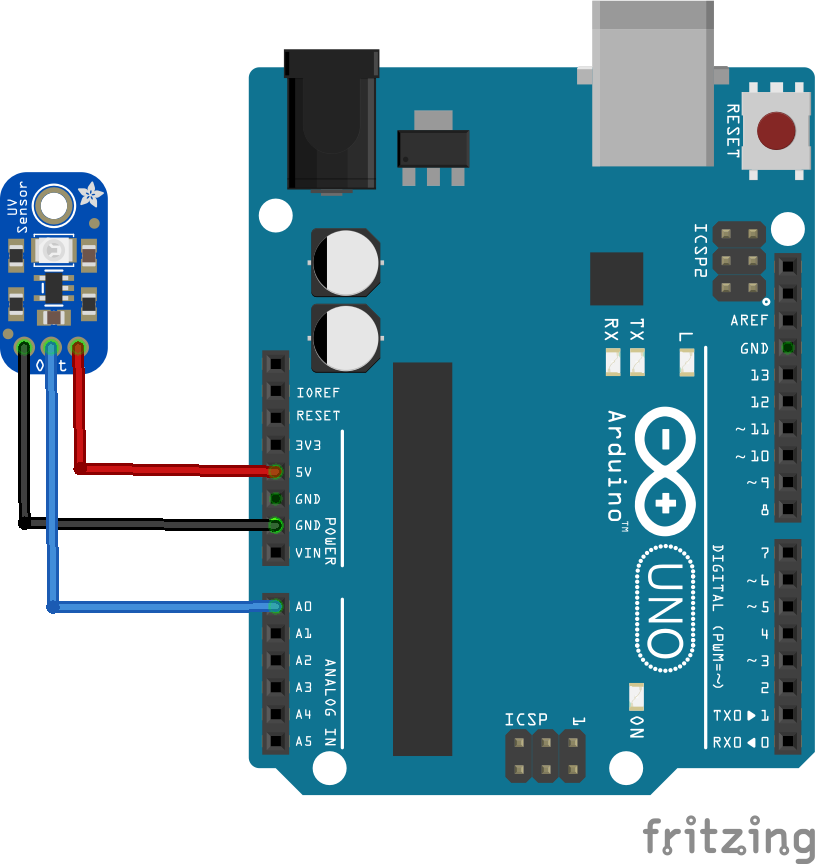 UV
Sensor
RESET
ICSP2
AREF
GND
13
12
~11
~10
~9
8
RX
TX
L
IOREF
RESET
3V3
5V
GND
GND
VIN
POWER
Arduino™
UNO
A0
A1
A2
A3
A4
A5
ANALOG IN
7
~6
~5
4
~3
2
TX0▶1
RX0◀0
DIGITAL (PWM=~)
ICSP
1
ON
fritzing